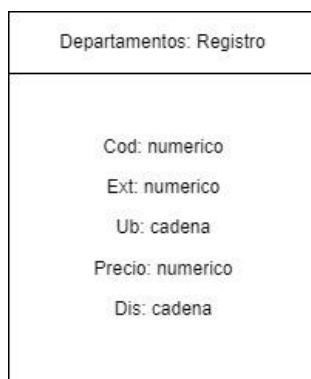 Departamentos: Registro
Cod: numerico
Ext: numerico
Ub: cadena
Precio: numerico
Dis: cadena